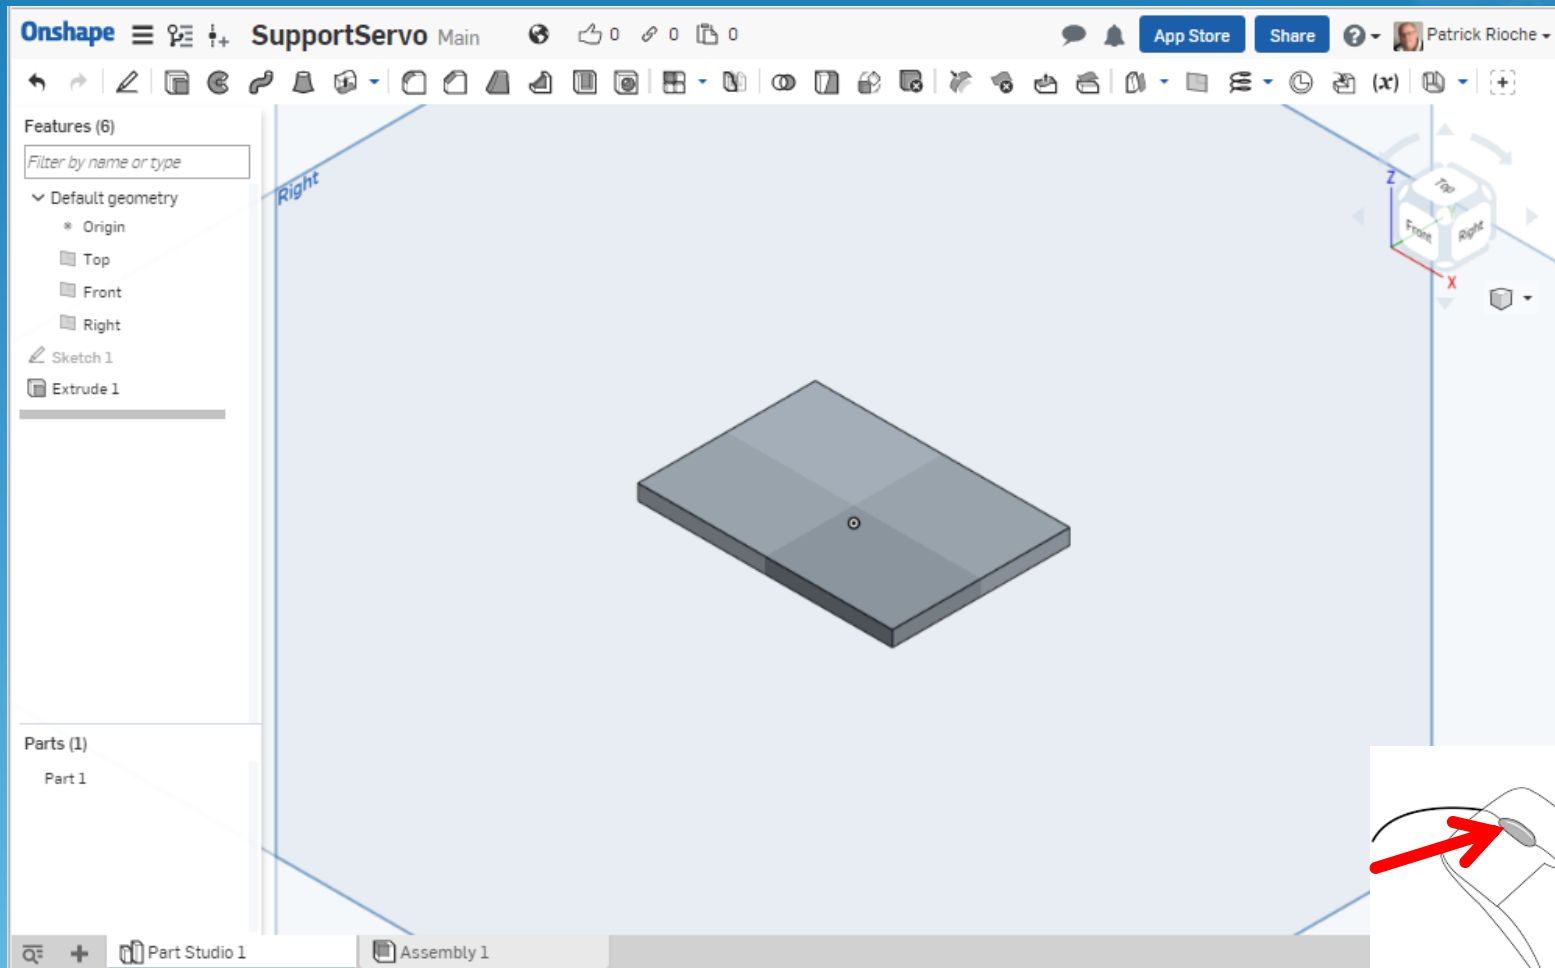 Onshape SupportServo Main 0 0 0 App Store Share Patrick Rioche
(x)
Features (6)
Filter by name or type
Default geometry
Origin
Top
Front
Right
Sketch 1
Extrude 1
Right
Z
Top
Front
Right
X
Parts (1)
Part 1
Part Studio 1
Assembly 1